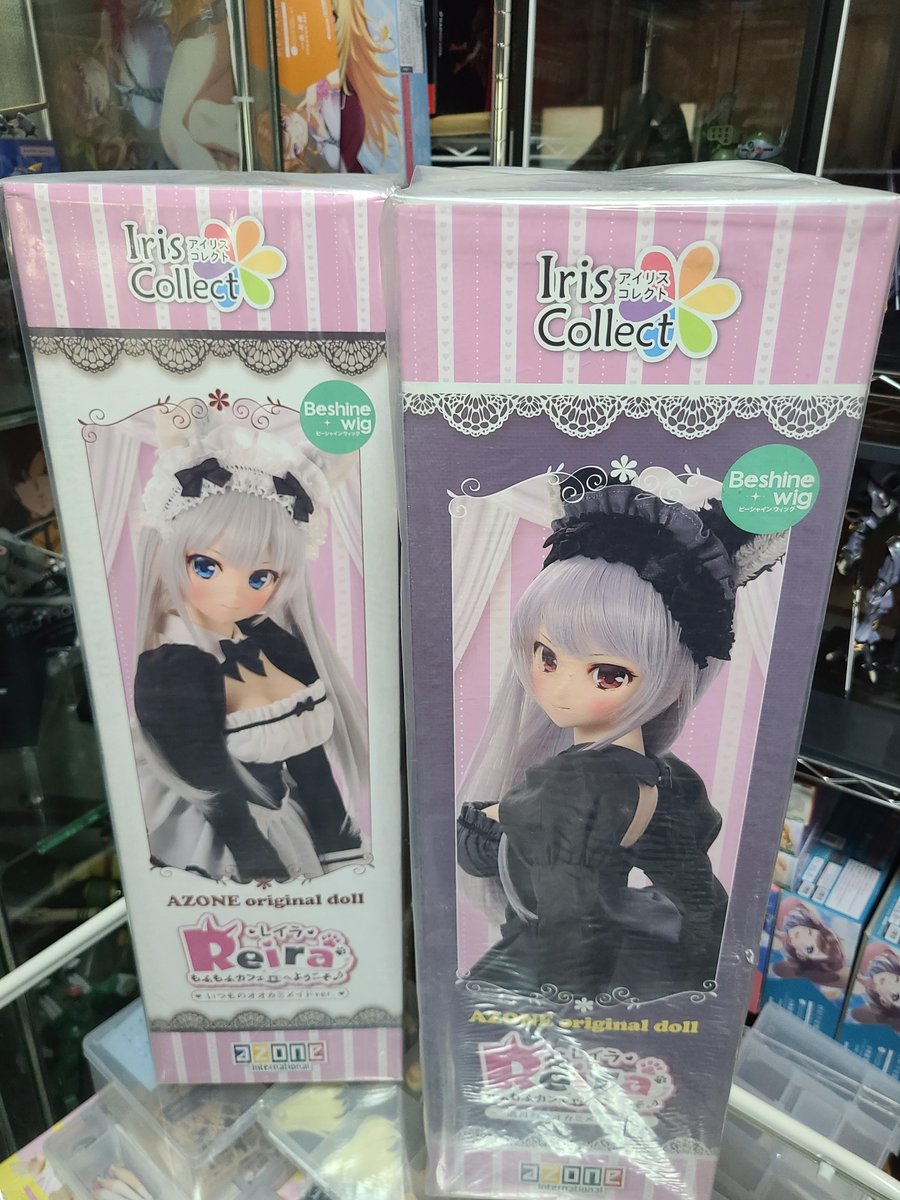 Iris
アイリス
コレクト
Collect
Beshine
wig
ビーシャインウィッグ
AZONE original doll
レイラ
Reira
もふもふカフェへようこそ♪
いつものオオカミメイドver.
azone
international
Iris
アイリス
コレクト
Collect
Beshine
wig
ビーシャインウィッグ
AZONE original doll
レイラ
Reira
azone
international